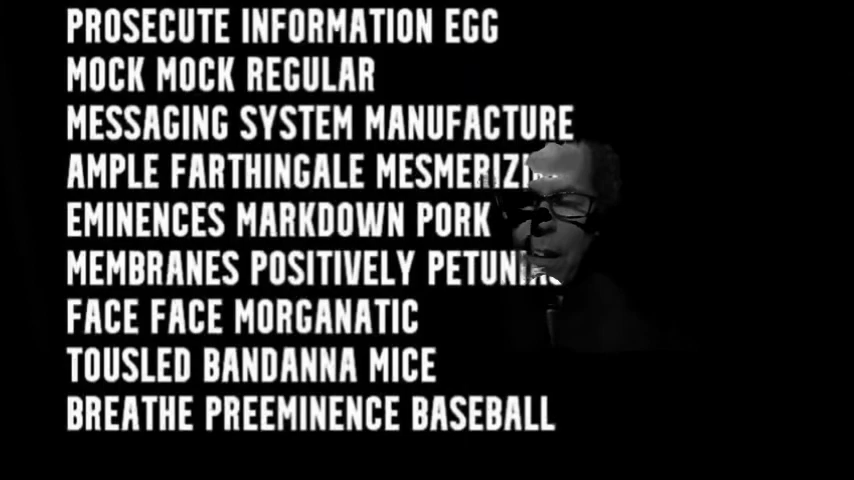 PROSECUTE INFORMATION EGG
MOCK MOCK REGULAR
MESSAGING SYSTEM MANUFACTURE
AMPLE FARTHINGALE
EMINENCES MARKDOWN PORK
MEMBRANES POSITIVELY
FACE FACE MORGANATIC
TOUSLED BANDANNA MICE
BREATHE PREEMINENCE BASEBALL